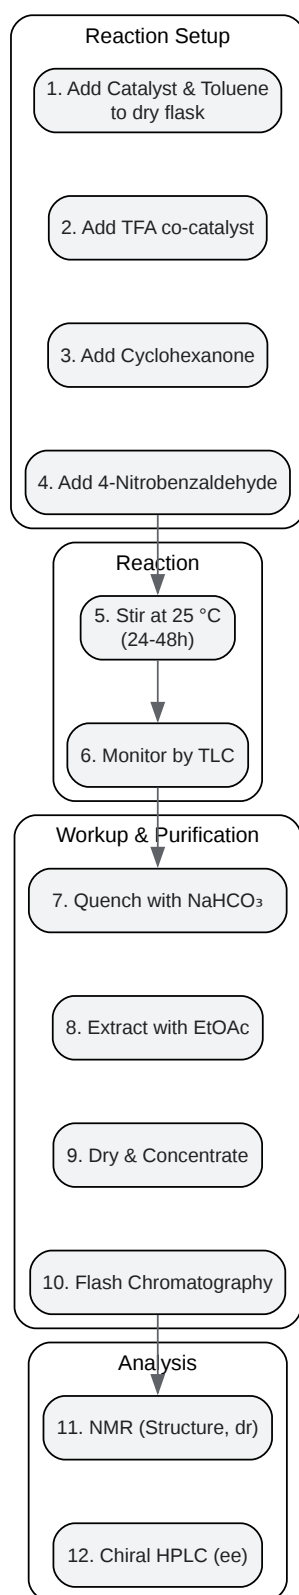 Reaction Setup
1. Add Catalyst & Toluene
to dry flask
2. Add TFA co-catalyst
3. Add Cyclohexanone
4. Add 4-Nitrobenzaldehyde
Reaction
5. Stir at 25 °C
(24-48h)
6. Monitor by TLC
Workup & Purification
7. Quench with NaHCO₃
8. Extract with EtOAc
9. Dry & Concentrate
10. Flash Chromatography
Analysis
11. NMR (Structure, dr)
12. Chiral HPLC (ee)